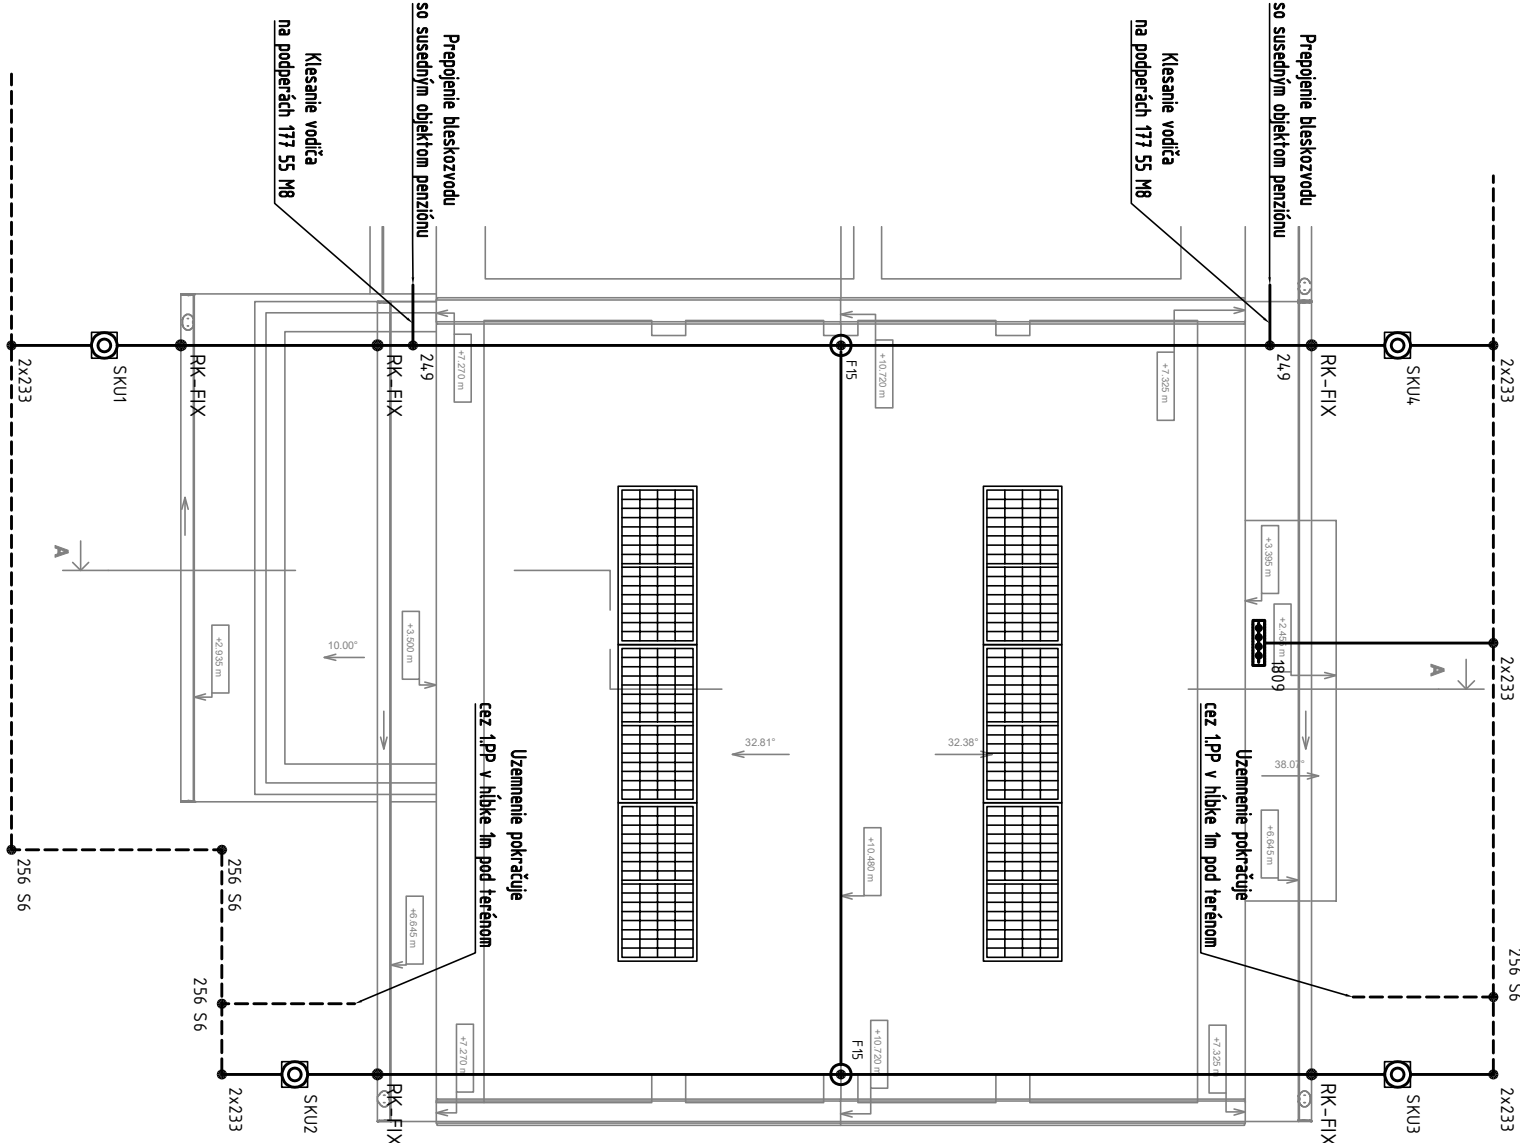 Prepojenie bleskozvodu
so susedným objektom penziónu
Klesanie vodiča
na podperách 177 55 M8
Prepojenie bleskozvodu
so susedným objektom penziónu
Klesanie vodiča
na podperách 177 55 M8
2x233
SKU1
RK-FIX
RK-FIX
249
+7.270 m
F15
+10.720 m
+7.325 m
249
RK-FIX
SKU4
2x233
A
+2.935 m
10.00°
+3.500 m
32.81°
32.38°
+3.395 m
1809
38.07°
A
2x233
Uzemnenie pokračuje
cez 1.PP v hĺbke 1m pod terénom
Uzemnenie pokračuje
cez 1.PP v hĺbke 1m pod terénom
+6.645 m
+10.480 m
+6.645 m
256 S6
256 S6
256 S6
256 S6
2x233
SKU2
RK-FIX
+7.270 m
F15
+10.720 m
+7.325 m
RK-FIX
SKU3
2x233